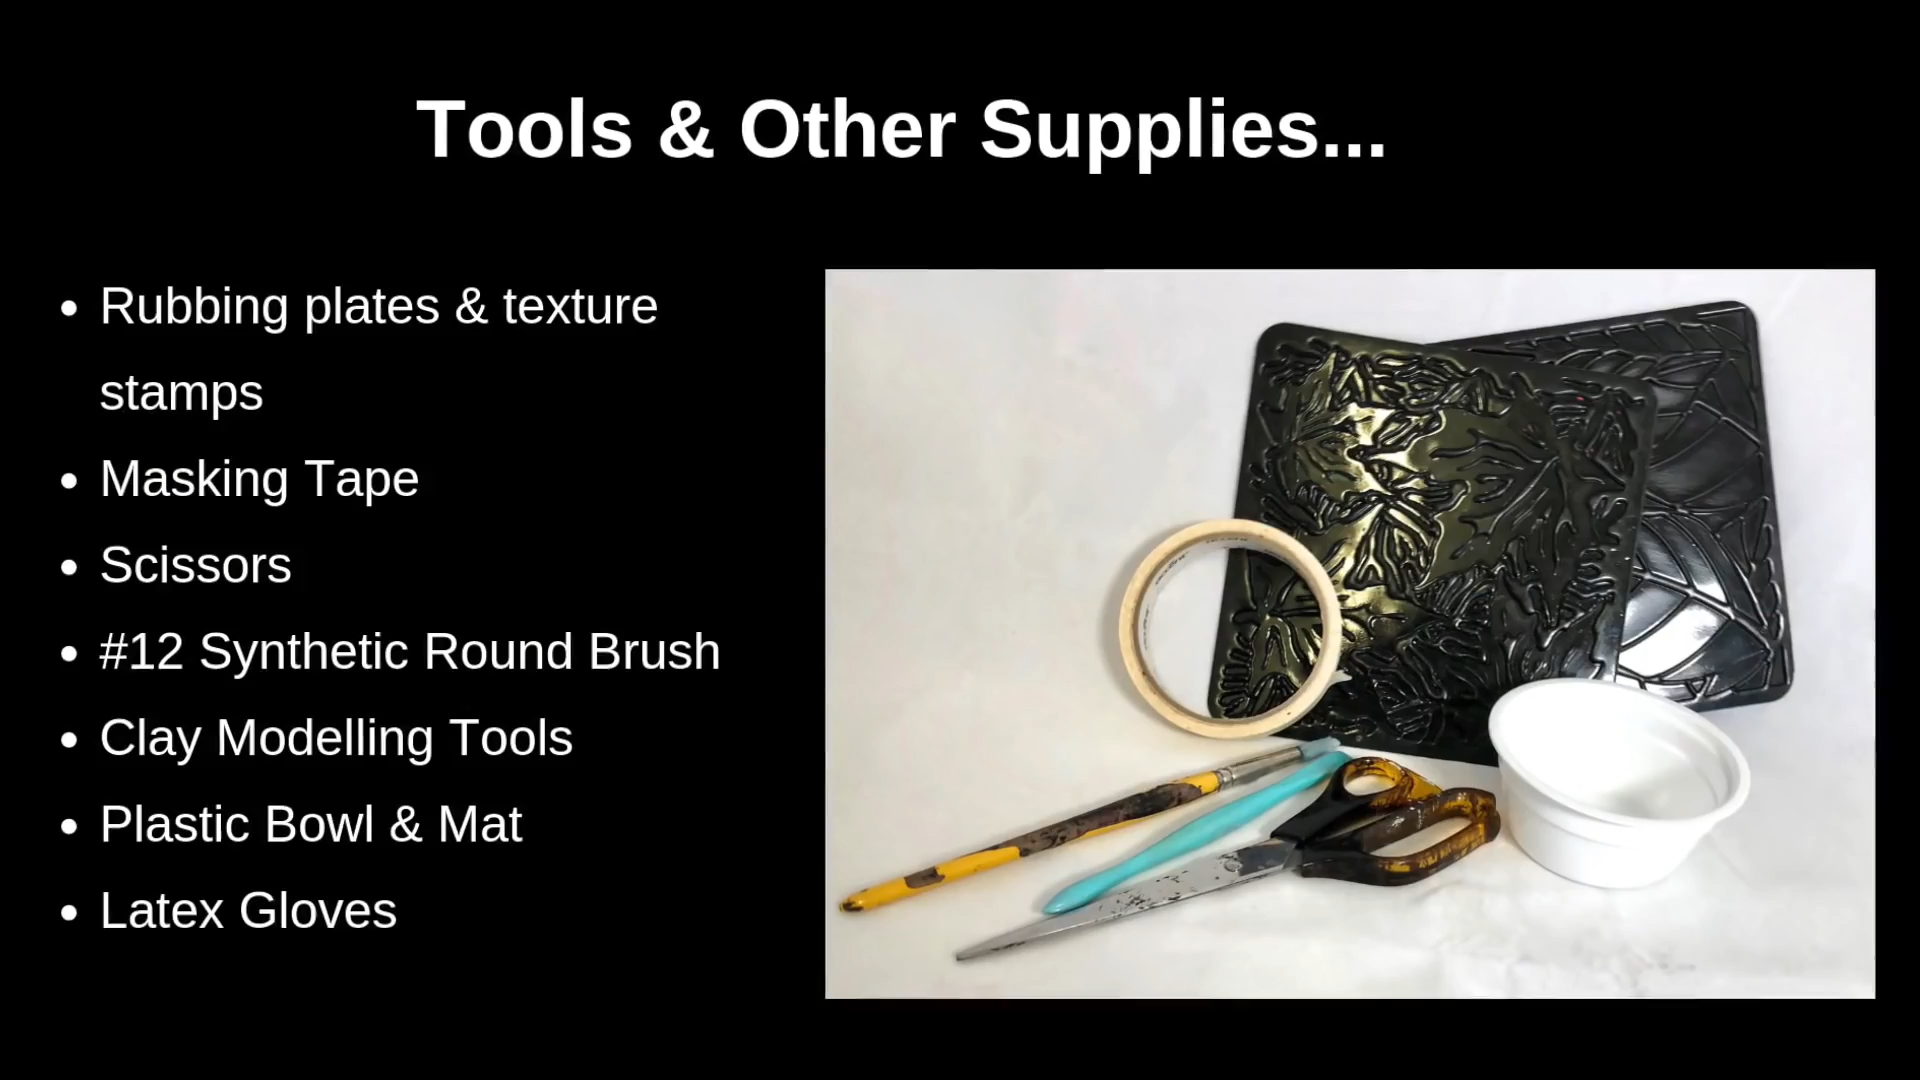 Tools & Other Supplies...
• Rubbing plates & texture
stamps
• Masking Tape
• Scissors
• #12 Synthetic Round Brush
• Clay Modelling Tools
• Plastic Bowl & Mat
• Latex Gloves